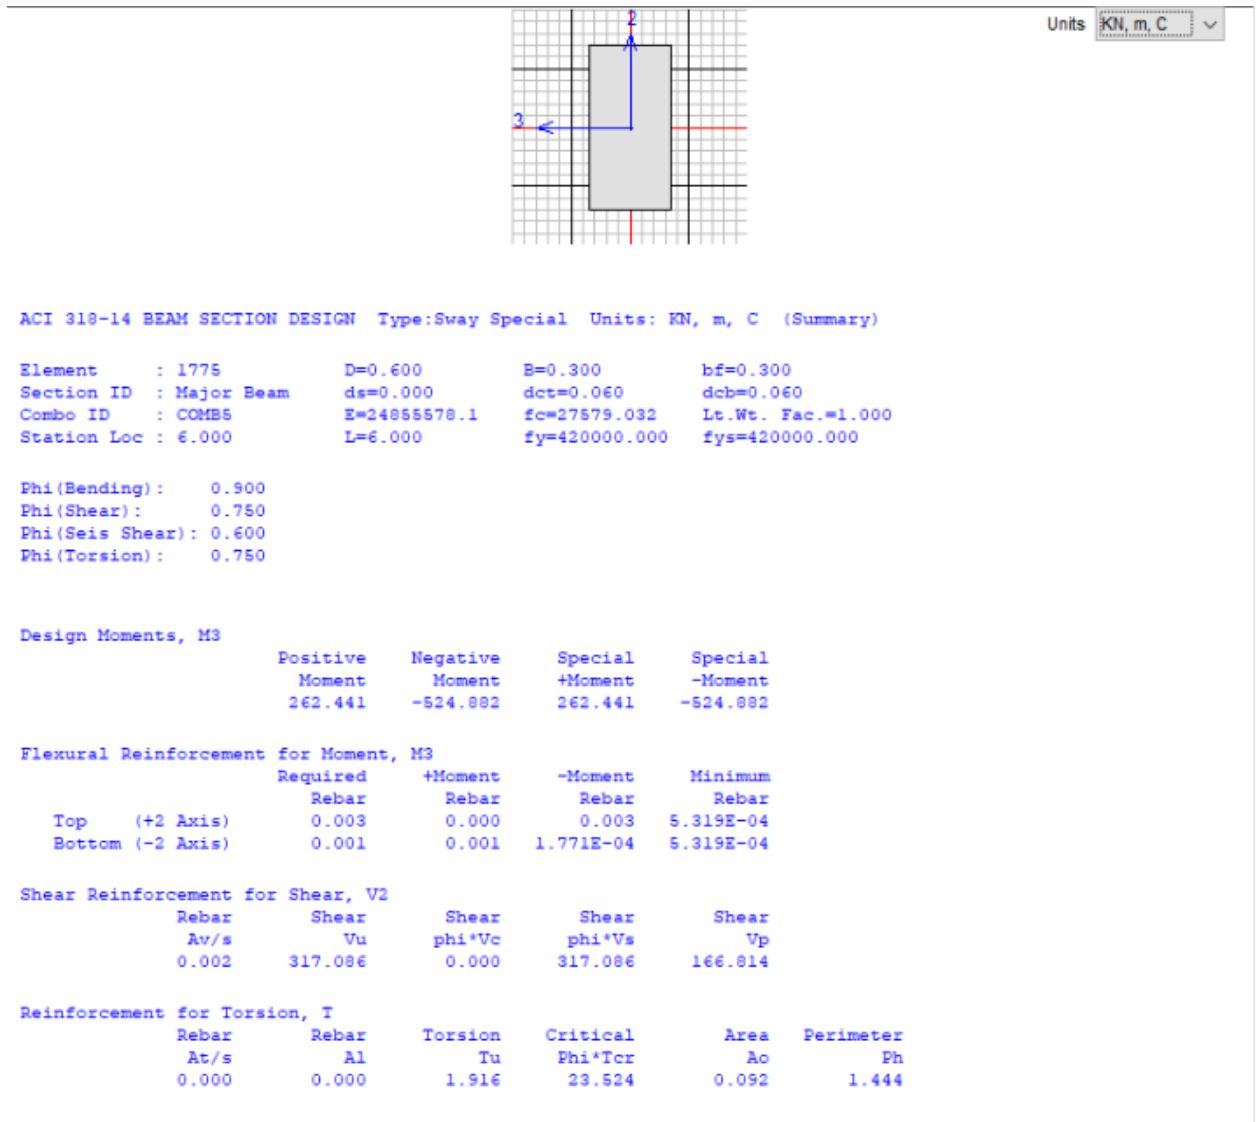 2
Units KN, m, C
3
ACI 318-14 BEAM SECTION DESIGN Type:Sway Special Units: KN, m, C (Summary)
Element : 1775 D=0.600 B=0.300 bf=0.300
Section ID : Major Beam ds=0.000 dct=0.060 dcb=0.060
Combo ID : COMB5 E=24855578.1 fc=27579.032 Lt.Wt. Fac.=1.000
Station Loc : 6.000 L=6.000 fy=420000.000 fys=420000.000
Phi(Bending): 0.900
Phi(Shear): 0.750
Phi(Seis Shear): 0.600
Phi(Torsion): 0.750
Design Moments, M3
Positive Negative Special Special
Moment Moment +Moment -Moment
262.441 -524.882 262.441 -524.882
Flexural Reinforcement for Moment, M3
Required +Moment -Moment Minimum
Rebar Rebar Rebar Rebar
Top (+2 Axis) 0.003 0.000 0.003 5.319E-04
Bottom (-2 Axis) 0.001 0.001 1.771E-04 5.319E-04
Shear Reinforcement for Shear, V2
Rebar Shear Shear Shear Shear
Av/s Vu phi*Vc phi*Vs Vp
0.002 317.086 0.000 317.086 166.814
Reinforcement for Torsion, T
Rebar Rebar Torsion Critical Area Perimeter
At/s Al Tu Phi*Tcr Ao Ph
0.000 0.000 1.916 23.524 0.092 1.444